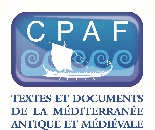 CPAF
TEXTES ET DOCUMENTS
DE LA MÉDITERRANÉE
ANTIQUE ET MÉDIÉVALE